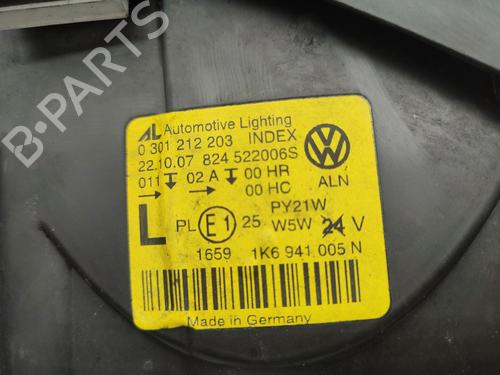 B-PARTS
AL Automotive Lighting
0 301 212 203 INDEX
22.10.07 824 522006S
011 02 A 00 HR
00 HC ALN
L PL E1 25 PY21W
W5W 24 V
1659 1K6 941 005 N
Made in Germany